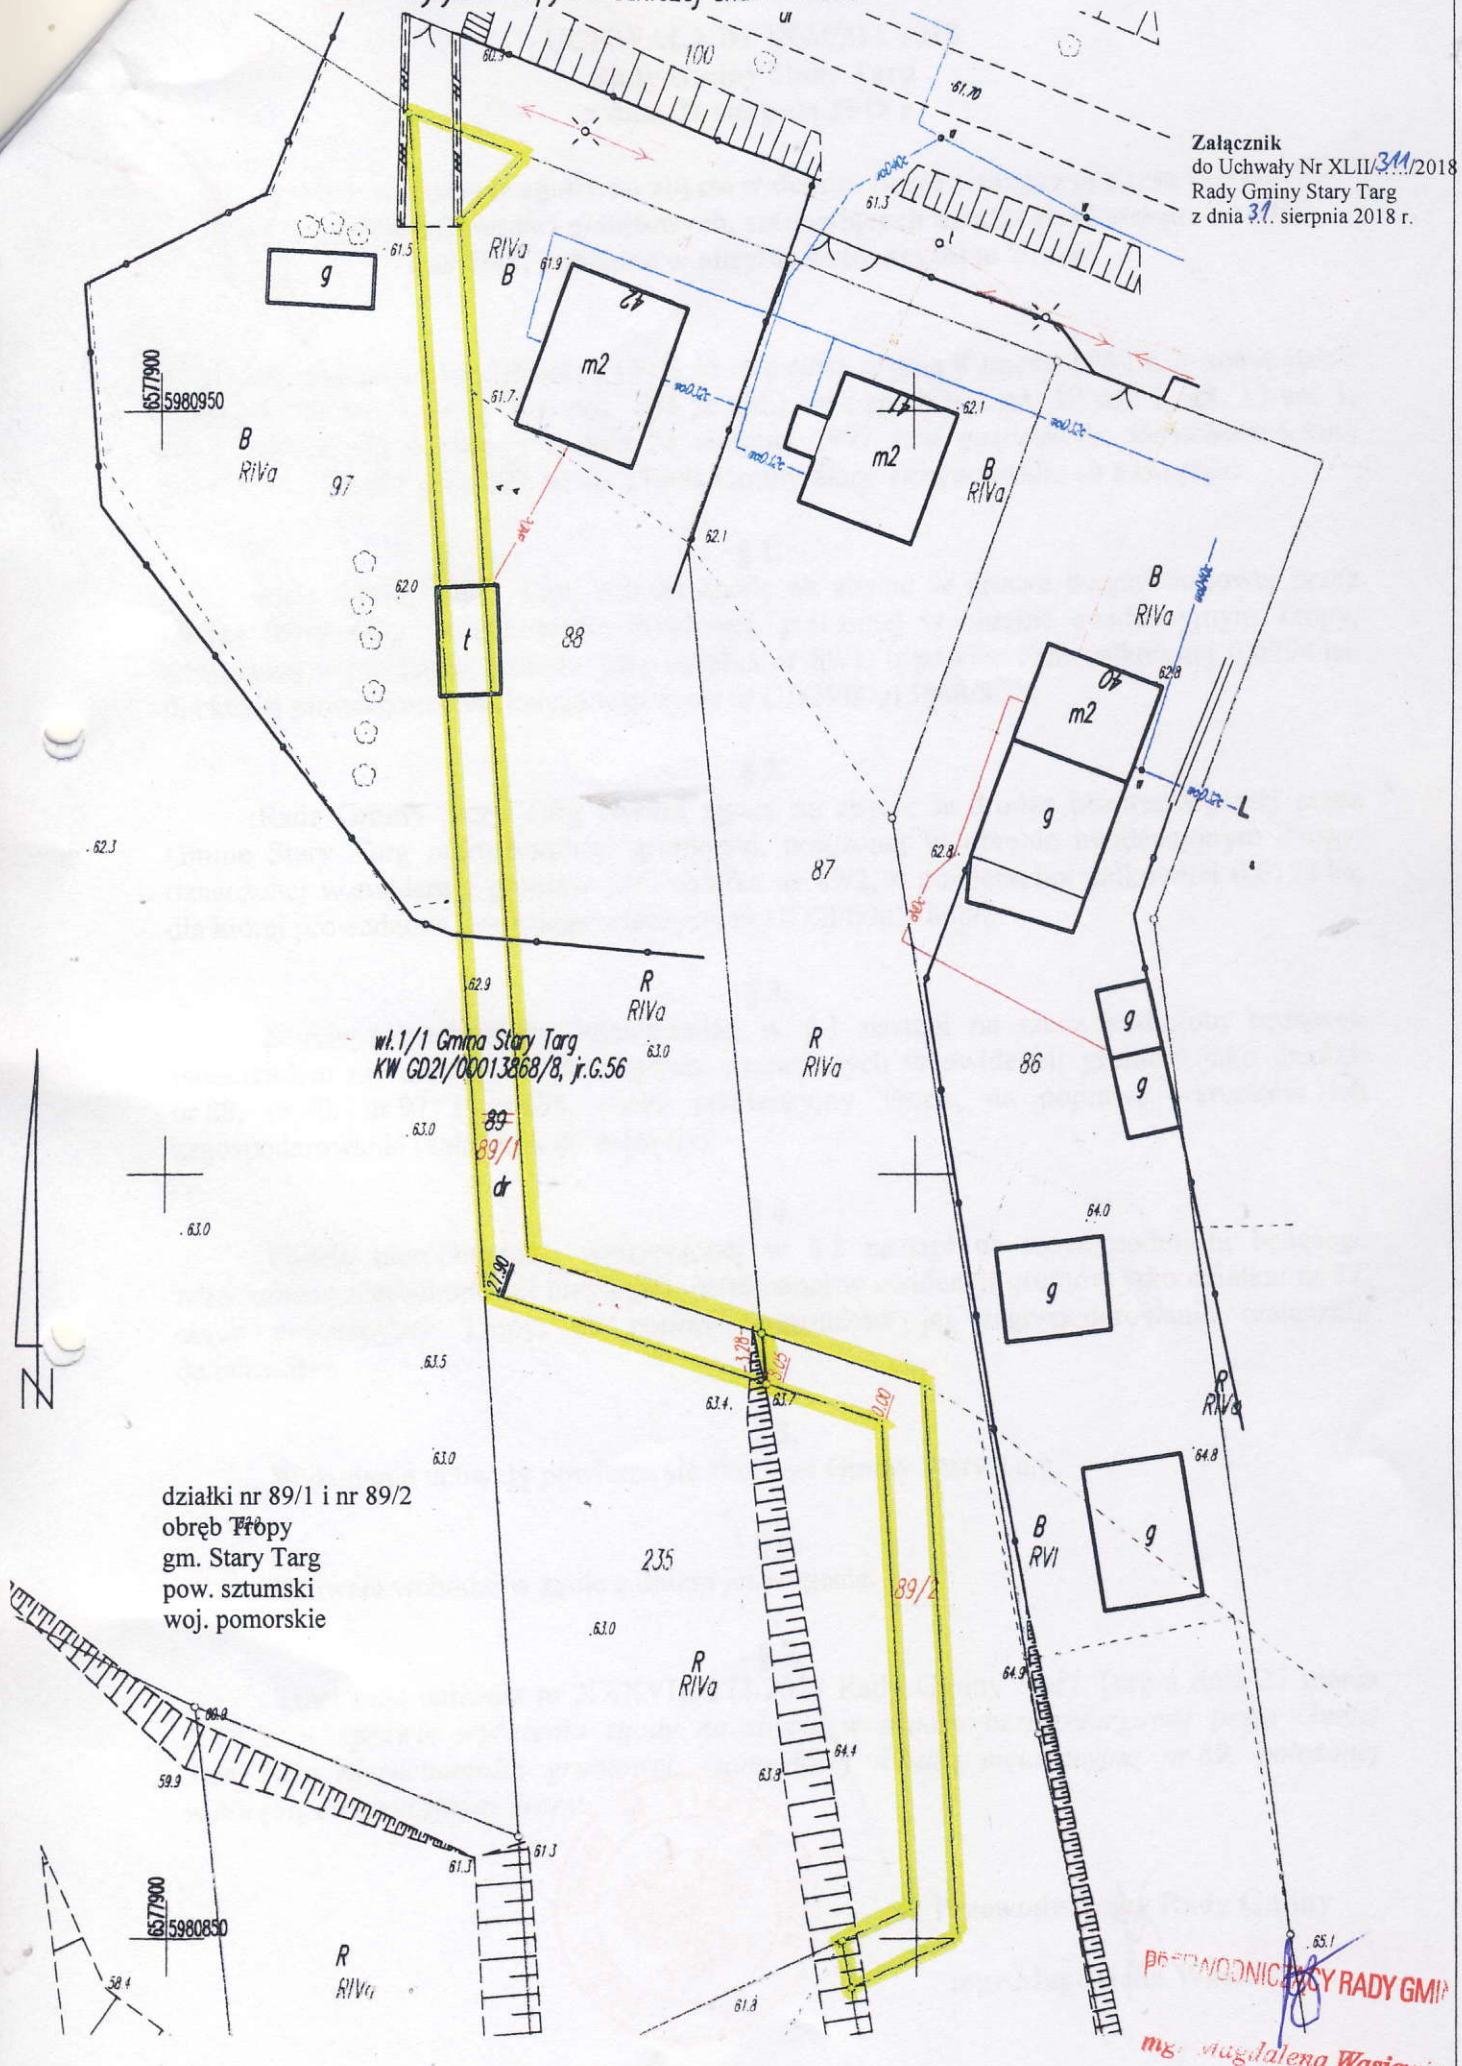 100
60.9
61.70
Załącznik
do Uchwały Nr XLII/311/2018
Rady Gminy Stary Targ
z dnia 31. sierpnia 2018 r.
61.3
w
w
61.5
RIVa
B
61.9
g
42
m2
61.7
6577900
5980950
B
RIVa
97
41
m2
62.1
B
RIVa
62.1
62.0
t
88
B
RIVa
40
62.8
m2
g
62.8
62.3
87
62.9
R
RIVa
63.0
wł.1/1 Gmina Stary Targ
KW GD2I/00013868/8, jr.G.56
R
RIVa
86
g
g
89
63.0
89/1
dr
63.0
64.0
g
27.90
3.28
3.05
63.5
63.4
63.7
0.00
R
RIVa
63.0
64.8
działki nr 89/1 i nr 89/2
obręb Tropy
gm. Stary Targ
pow. sztumski
woj. pomorskie
235
89/2
B
RVI
g
63.0
R
RIVa
64.9
60.9
59.9
64.4
63.8
61.3
61.3
6577900
5980850
58.4
R
RIVa
61.8
65.1
PRZEWODNICZĄCY RADY GMI
mgr Magdalena